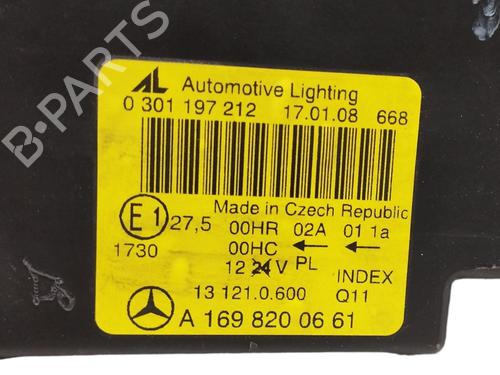 AL Automotive Lighting
0 301 197 212 17.01.08 668
Made in Czech Republic
E1 27,5 00HR 02A 01 1a
1730 00HC ← ←
12 24 V PL
INDEX
13 121.0.600 Q11
A 169 820 06 61
B-PARTS